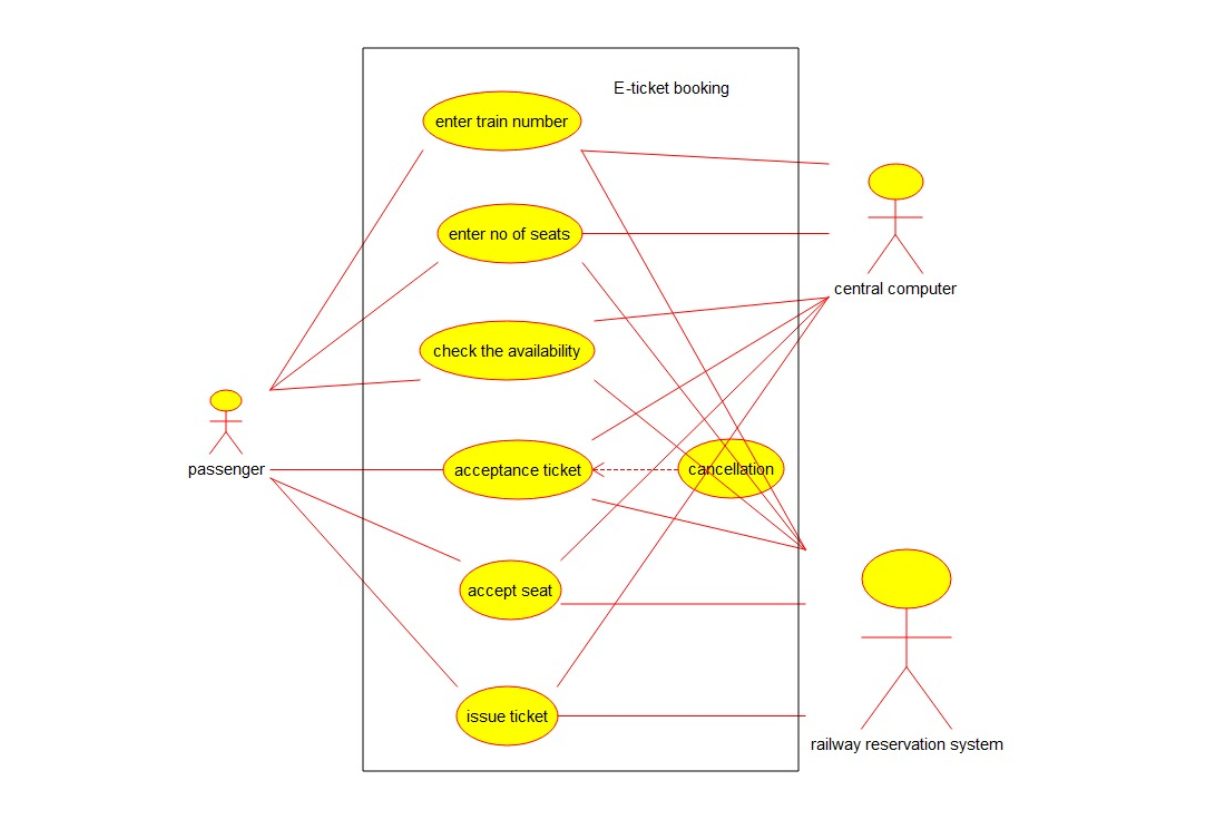 E-ticket booking
enter train number
enter no of seats
central computer
check the availability
passenger
acceptance ticket
cancellation
accept seat
issue ticket
railway reservation system